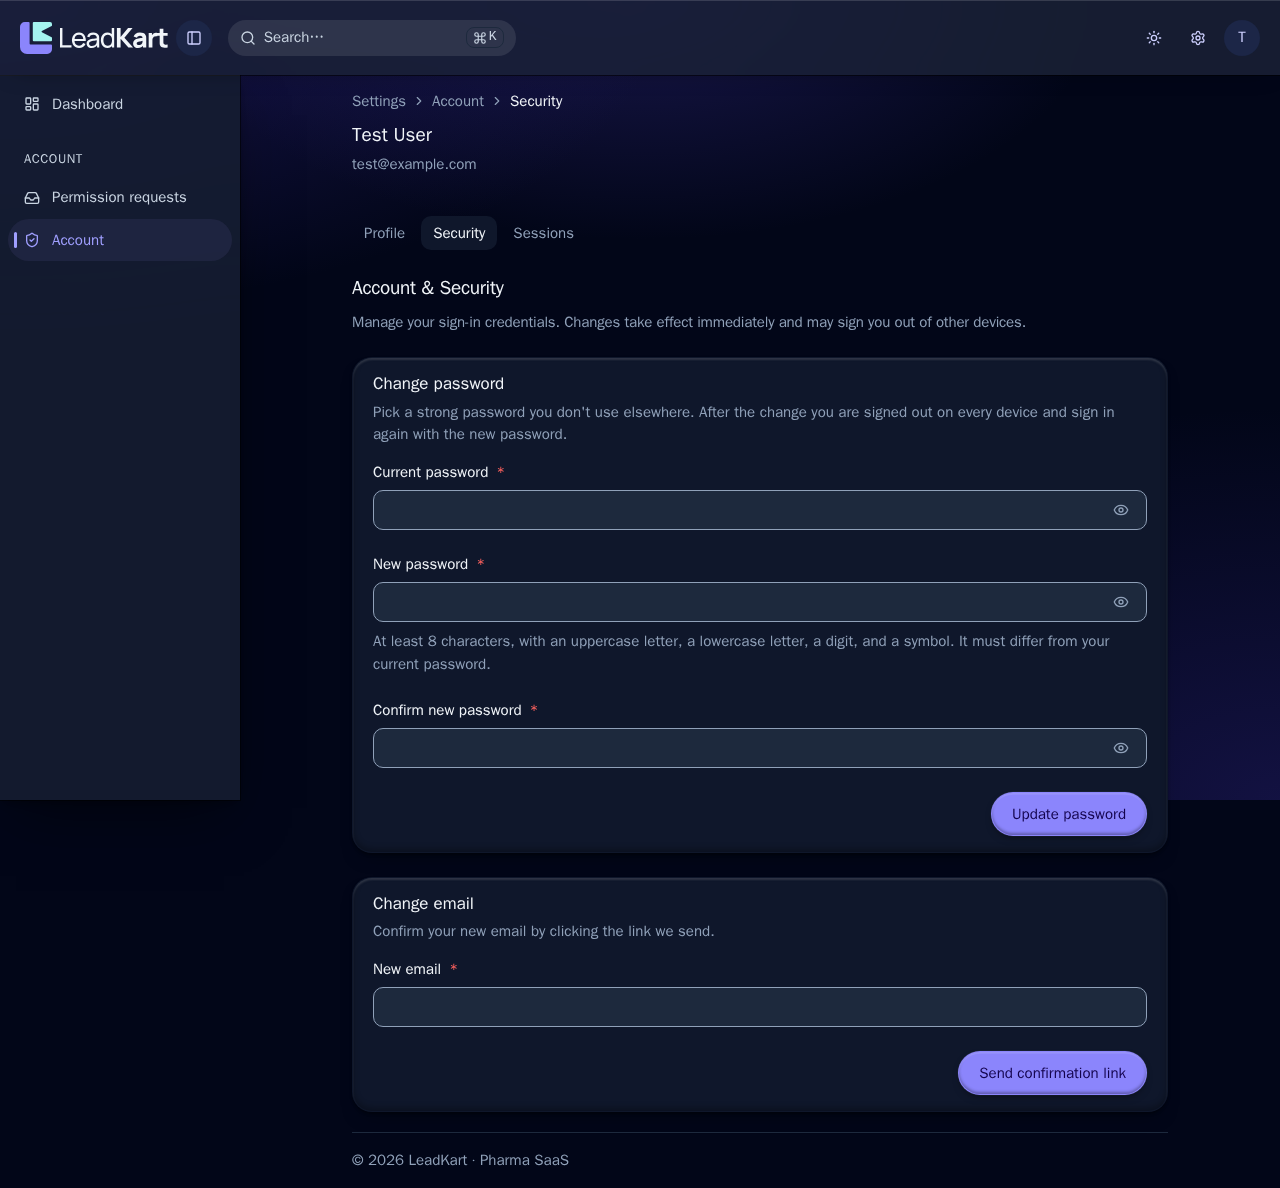 LeadKart
Search…
⌘K
T
Dashboard
ACCOUNT
Permission requests
Account
Settings > Account > Security
Test User
test@example.com
Profile
Security
Sessions
Account & Security
Manage your sign-in credentials. Changes take effect immediately and may sign you out of other devices.
Change password
Pick a strong password you don't use elsewhere. After the change you are signed out on every device and sign in
again with the new password.
Current password *
New password *
At least 8 characters, with an uppercase letter, a lowercase letter, a digit, and a symbol. It must differ from your
current password.
Confirm new password *
Update password
Change email
Confirm your new email by clicking the link we send.
New email *
Send confirmation link
© 2026 LeadKart · Pharma SaaS